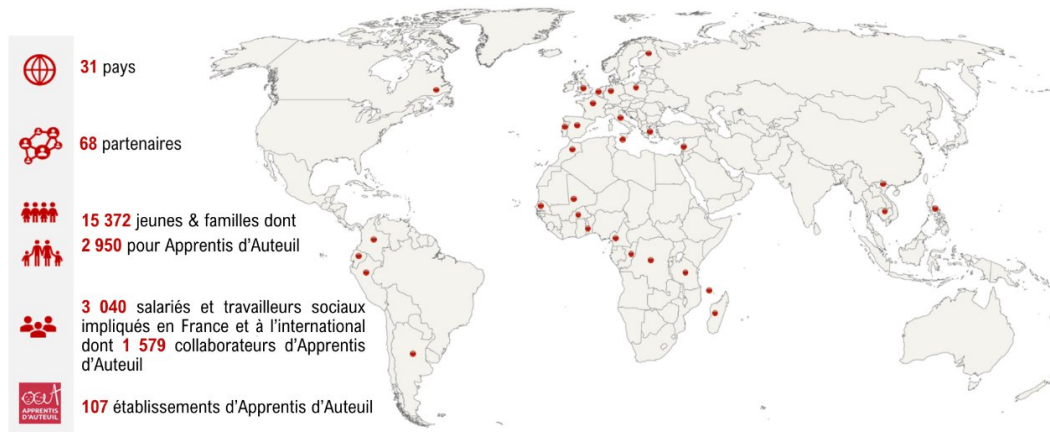 31 pays
68 partenaires
15 372 jeunes & familles dont
2 950 pour Apprentis d'Auteuil
3 040 salariés et travailleurs sociaux
impliqués en France et à l'international
dont 1 579 collaborateurs d'Apprentis
d'Auteuil
APPRENTIS
D'AUTEUIL
107 établissements d'Apprentis d'Auteuil